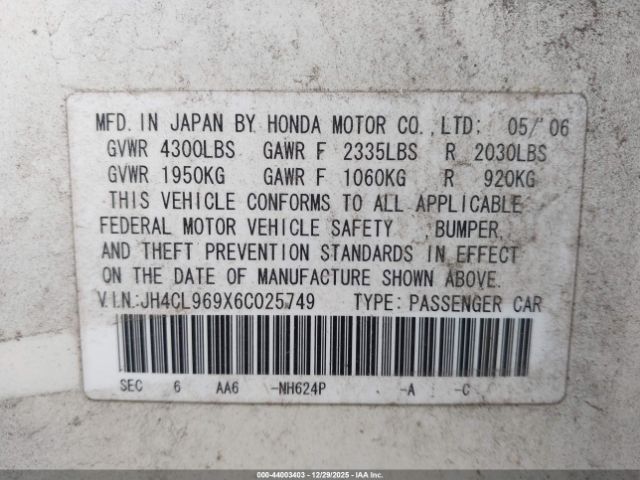 MFD. IN JAPAN BY HONDA MOTOR CO., LTD: 05/'06
GVWR 4300LBS GAWR F 2335LBS R 2030LBS
GVWR 1950KG GAWR F 1060KG R 920KG
THIS VEHICLE CONFORMS TO ALL APPLICABLE
FEDERAL MOTOR VEHICLE SAFETY , BUMPER,
AND THEFT PREVENTION STANDARDS IN EFFECT
ON THE DATE OF MANUFACTURE SHOWN ABOVE.
V.I.N.:JH4CL969X6C025749 TYPE: PASSENGER CAR
SEC 6 AA6 -NH624P -A -C
000-44003403 - 12/29/2025 - IAA Inc.